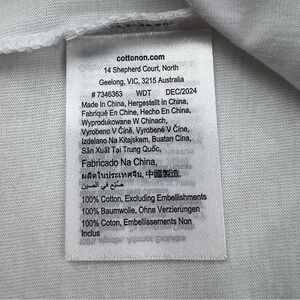 cottonon.com
14 Shepherd Court, North
Geelong, VIC, 3215 Australia
# 7346363 WDT DEC/2024
Made In China, Hergestellt In China,
Fabriqué En Chine, Hecho En China,
Wyprodukowane W Chinach,
Vyrobeno V Číně, Vyrobené V Číne,
Izdelano Na Kitajskem, Buatan Cina,
Sản Xuất Tại Trung Quốc,
Fabricado Na China,
ผลิตในประเทศจีน, 中國製造,
صنع في الصين
100% Cotton, Excluding Embellishments
100% Baumwolle, Ohne Verzierungen
100% Coton, Embellissements Non
Inclus